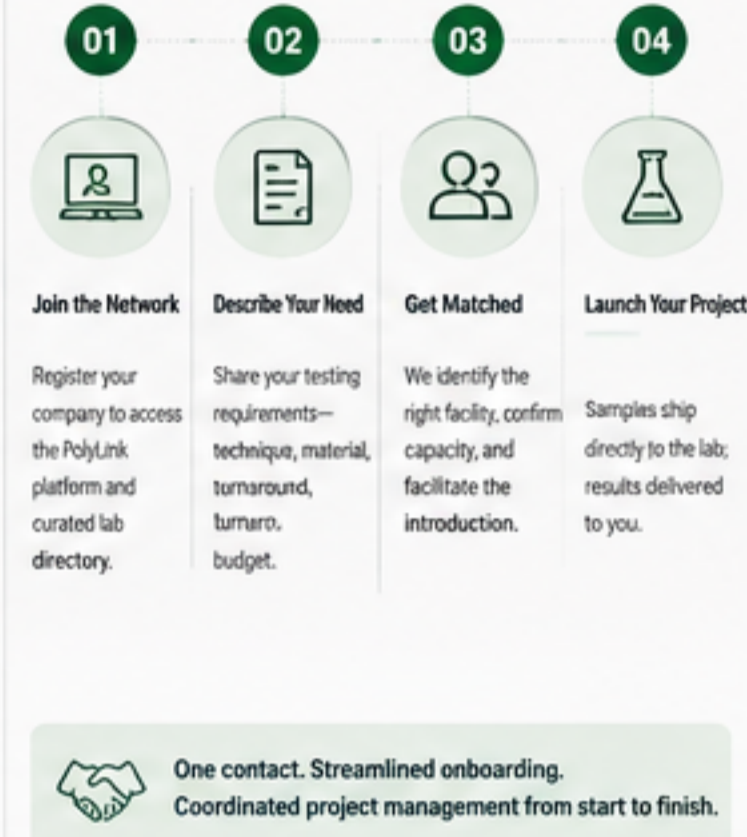 01
02
03
04
Join the Network
Register your
company to access
the PolyLink
platform and
curated lab
directory.
Describe Your Need
Share your testing
requirements—
technique, material,
tornaround,
turnaro,
budget.
Get Matched
We identify the
right facility, confirm
capacity, and
facilitate the
introduction.
Launch Your Project
Samples ship
directly to the lab;
results delivered
to you.
One contact. Streamlined onboarding.
Coordinated project management from start to finish.